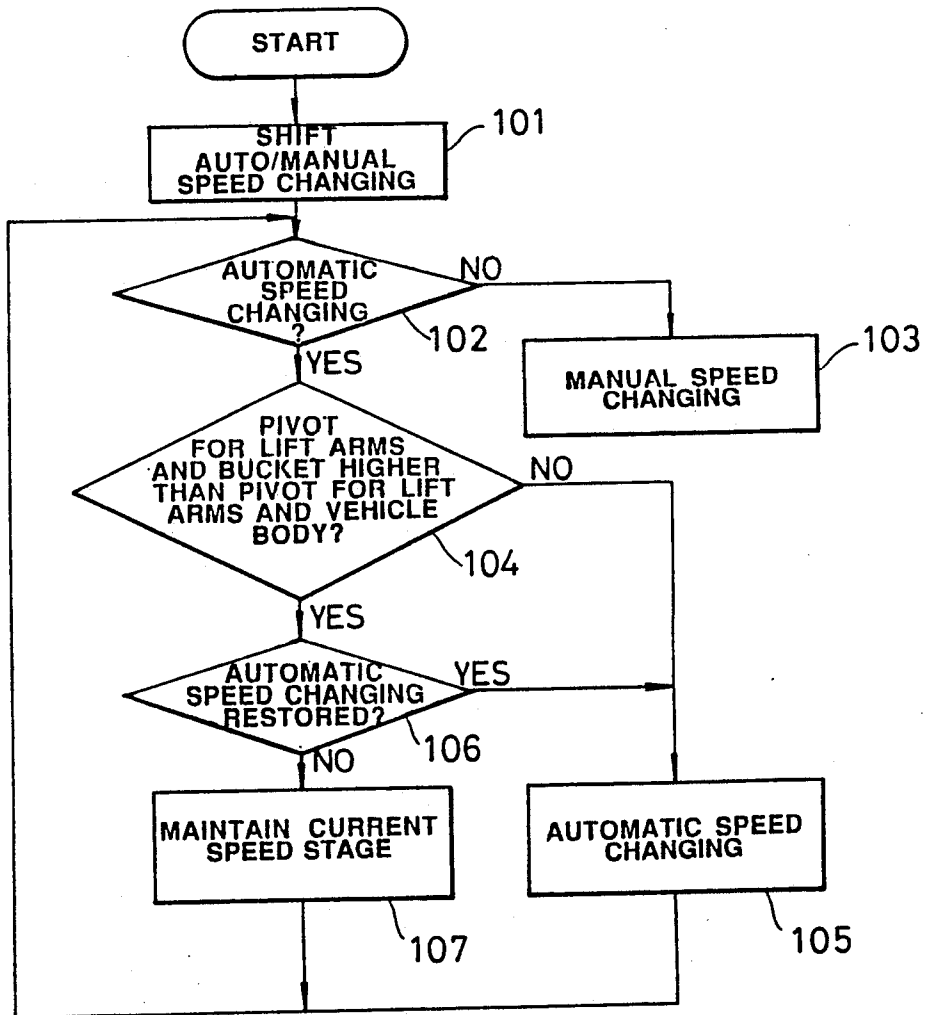 START
SHIFT
AUTO/MANUAL
SPEED CHANGING
101
AUTOMATIC
SPEED
CHANGING
?
NO
102
YES
MANUAL SPEED
CHANGING
103
PIVOT
FOR LIFT ARMS
AND BUCKET HIGHER
THAN PIVOT FOR LIFT
ARMS AND VEHICLE
BODY?
NO
104
YES
AUTOMATIC
SPEED CHANGING
RESTORED?
YES
106
NO
MAINTAIN CURRENT
SPEED STAGE
107
AUTOMATIC SPEED
CHANGING
105